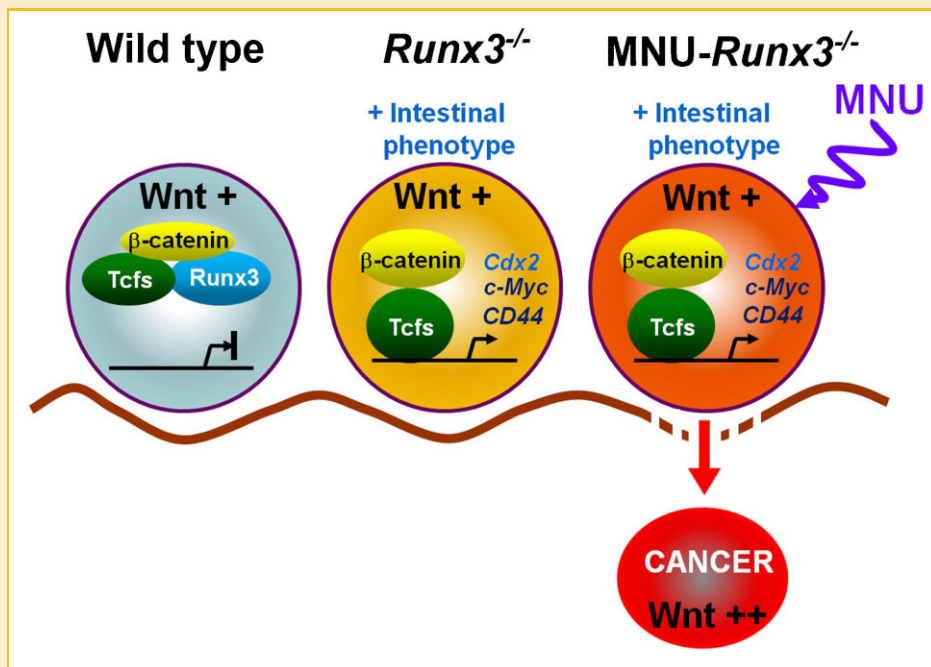 Wild type
Runx3-/-
MNU-Runx3-/-
MNU
+ Intestinal
phenotype
+ Intestinal
phenotype
Wnt +
β-catenin
Tcfs
Runx3
Wnt +
β-catenin
Cdx2
c-Myc
CD44
Tcfs
Wnt +
β-catenin
Cdx2
c-Myc
CD44
Tcfs
CANCER
Wnt ++